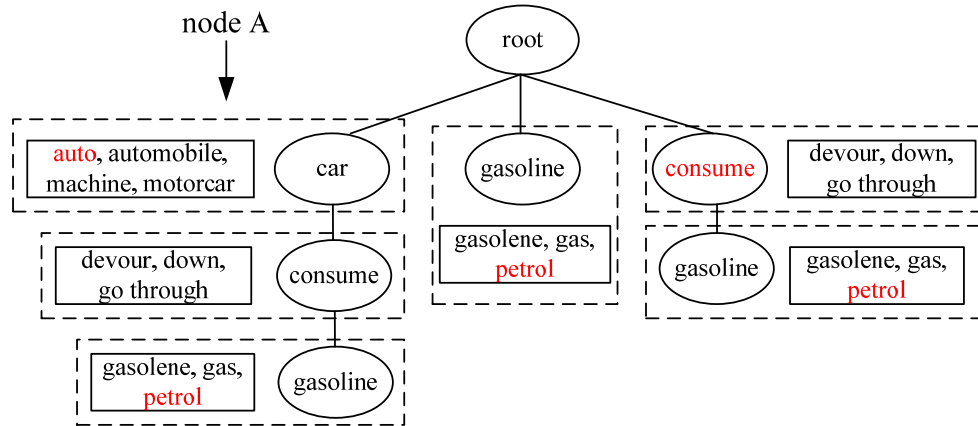 node A
root
auto, automobile,
machine, motorcar
car
gasoline
consume
devour, down,
go through
devour, down,
go through
consume
gasolene, gas,
petrol
gasoline
gasolene, gas,
petrol
gasolene, gas,
petrol
gasoline